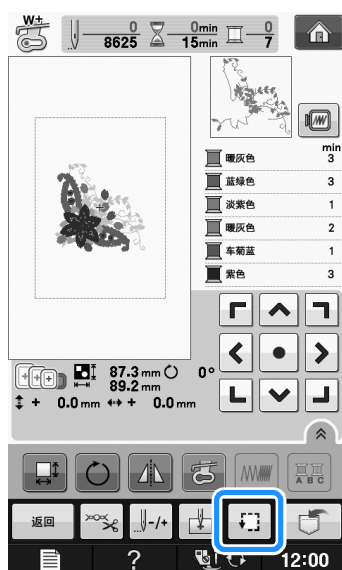 W+
0 0min 0
8625 15min 7
min
暖灰色 3
蓝绿色 3
淡紫色 1
暖灰色 2
车菊蓝 1
紫色 3
87.3 mm 0°
89.2 mm
+ 0.0 mm + 0.0 mm
A B C
返回 -/+
? 12:00